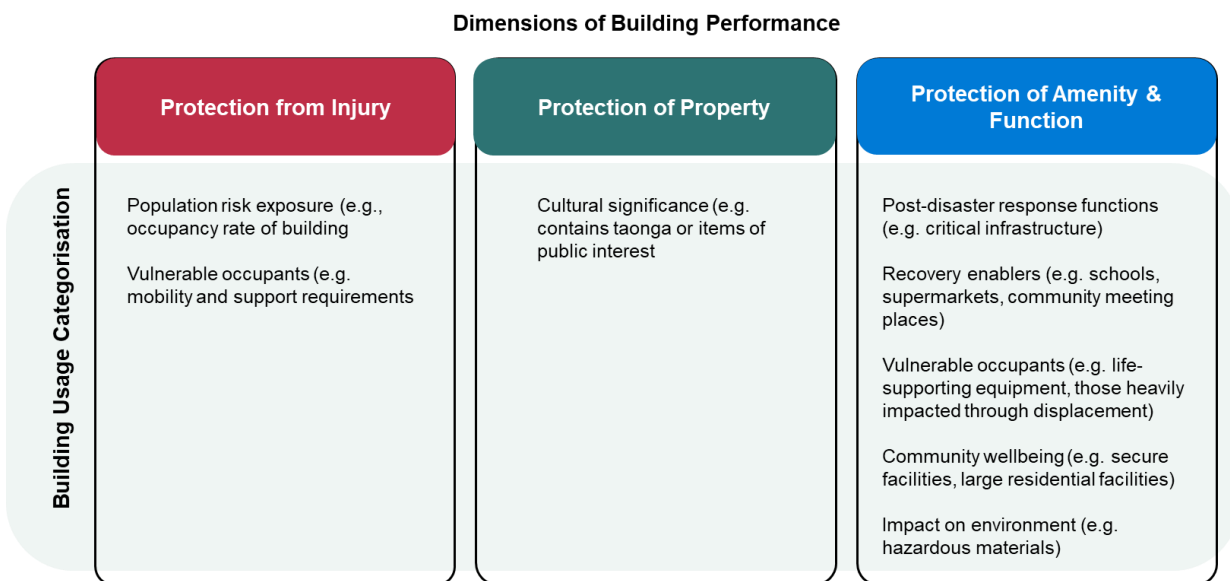 Dimensions of Building Performance
Protection from Injury
Protection of Property
Protection of Amenity &
Function
Building Usage Categorisation
Population risk exposure (e.g.,
occupancy rate of building
Vulnerable occupants (e.g.
mobility and support requirements
Cultural significance (e.g.
contains taonga or items of
public interest
Post-disaster response functions
(e.g. critical infrastructure)
Recovery enablers (e.g. schools,
supermarkets, community meeting
places)
Vulnerable occupants (e.g. life-
supporting equipment, those heavily
impacted through displacement)
Community wellbeing (e.g. secure
facilities, large residential facilities)
Impact on environment (e.g.
hazardous materials)